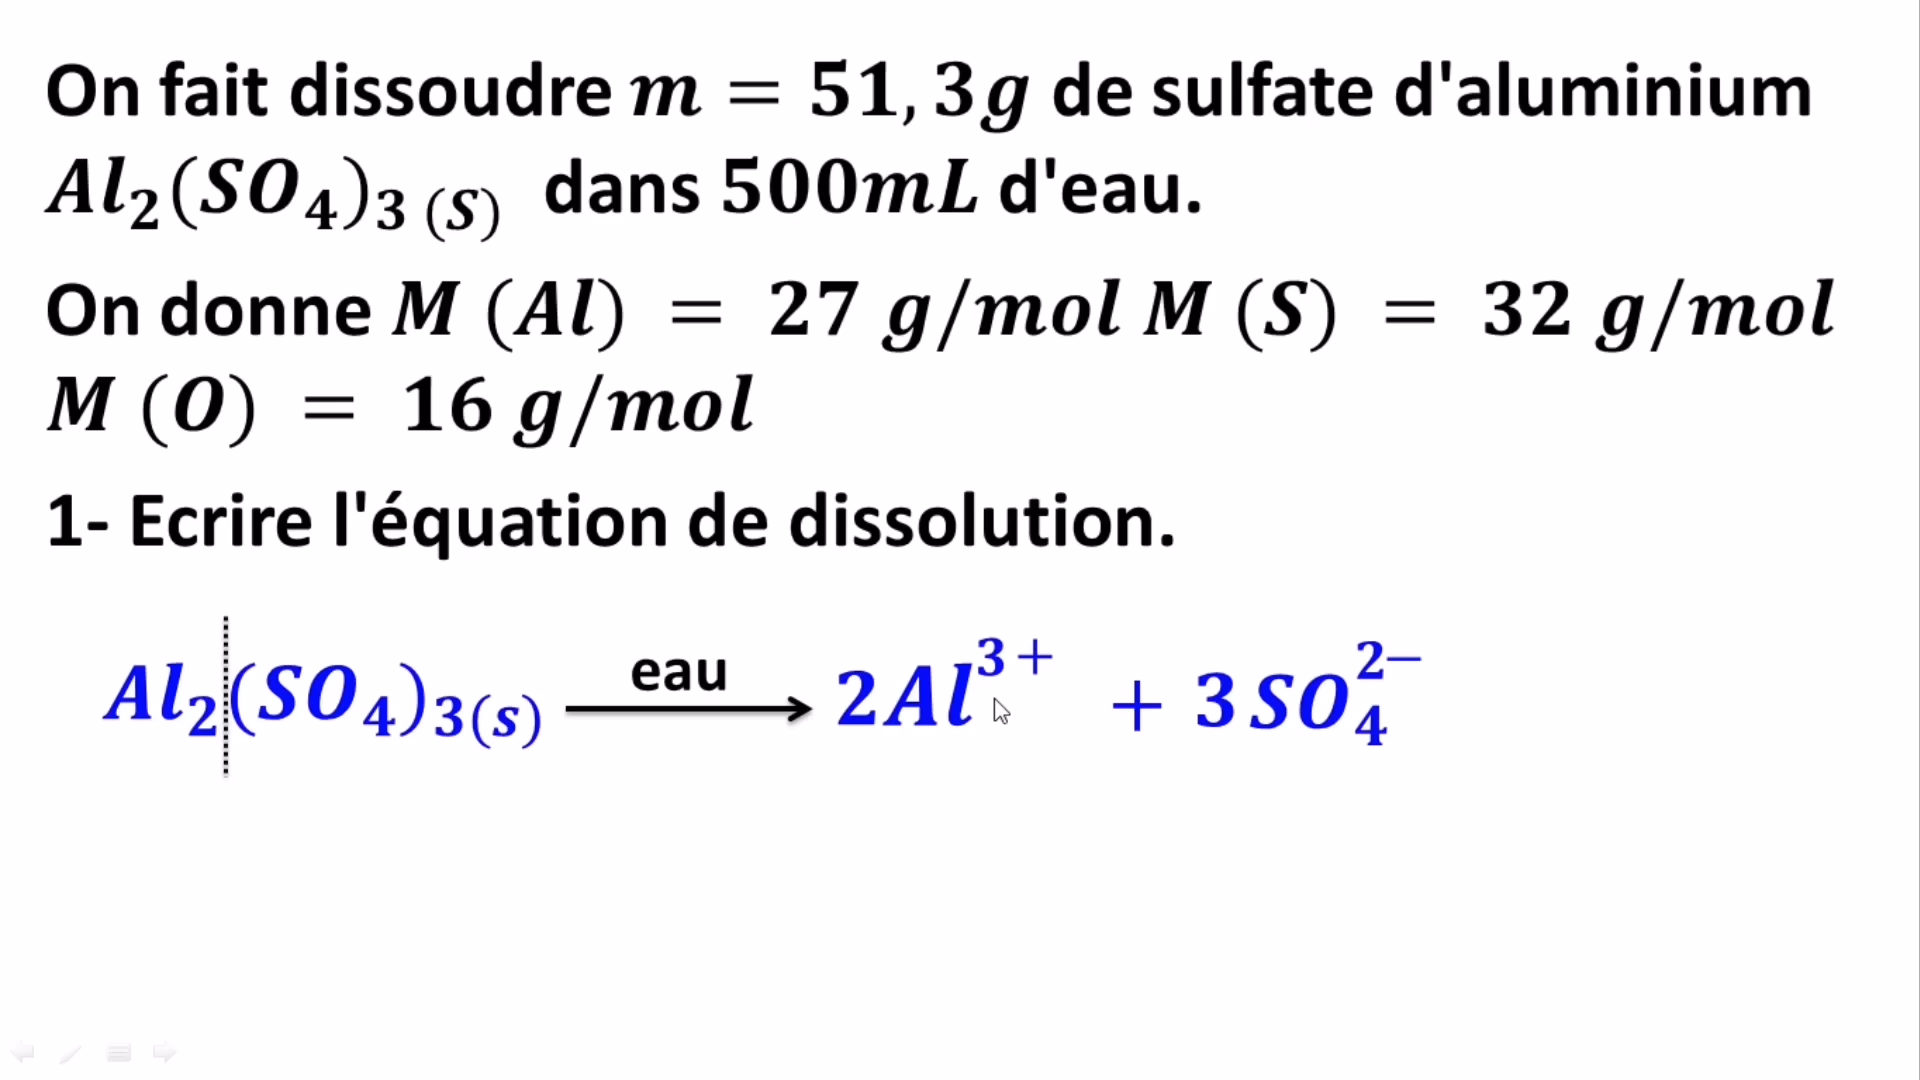 On fait dissoudre m = 51,3g de sulfate d'aluminium
Al₂(SO₄)₃ (S) dans 500mL d'eau.
On donne M (Al) = 27 g/mol M (S) = 32 g/mol
M (O) = 16 g/mol
1- Ecrire l'équation de dissolution.
Al₂(SO₄)₃(s) eau → 2Al³⁺ + 3SO₄²⁻